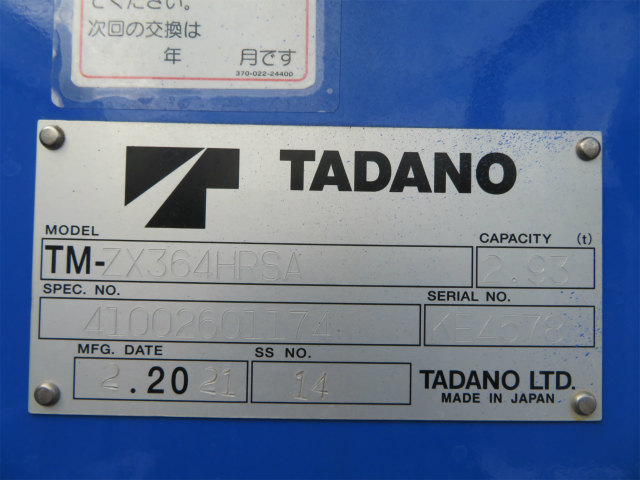 てください。
次回の交換は
年 月です
370-022-24400
TADANO
MODEL CAPACITY (t)
TM-ZX364HRSA 2.93
SPEC. NO. SERIAL NO.
41002601174 KE4578
MFG. DATE SS NO.
2.2021 14 TADANO LTD.
MADE IN JAPAN